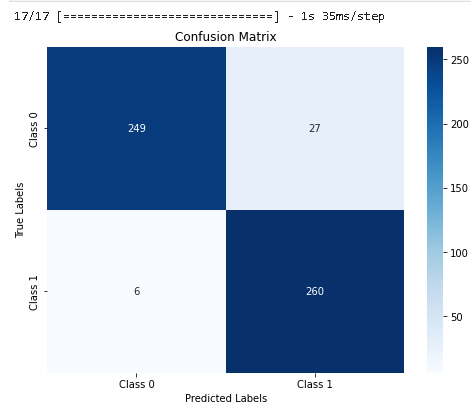 17/17 [==============================] - 1s 35ms/step
Confusion Matrix
True Labels
Class 0
249
27
Class 1
6
260
Class 0
Class 1
Predicted Labels
250
200
150
100
50